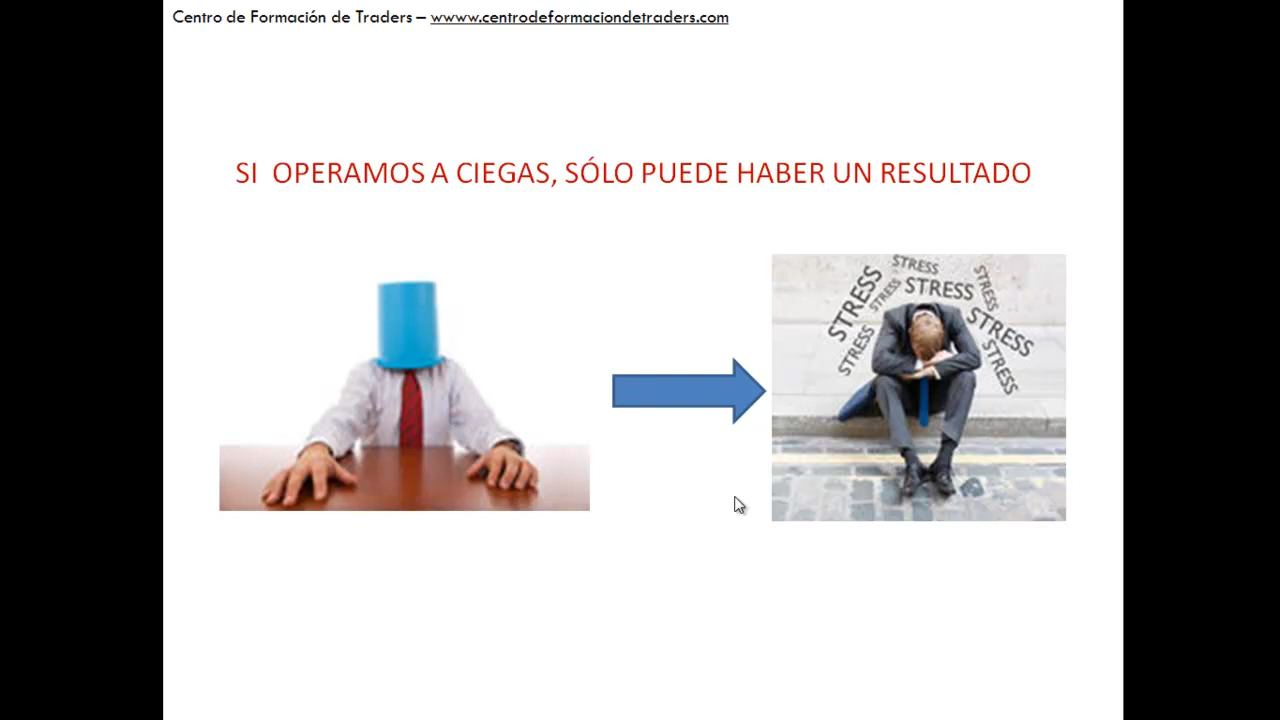 Centro de Formación de Traders – wwww.centrodeformaciondetraders.com
SI OPERAMOS A CIEGAS, SÓLO PUEDE HABER UN RESULTADO
STRESS
STRESS
STRESS
STRESS
STRESS
STRESS
STRESS
STRESS